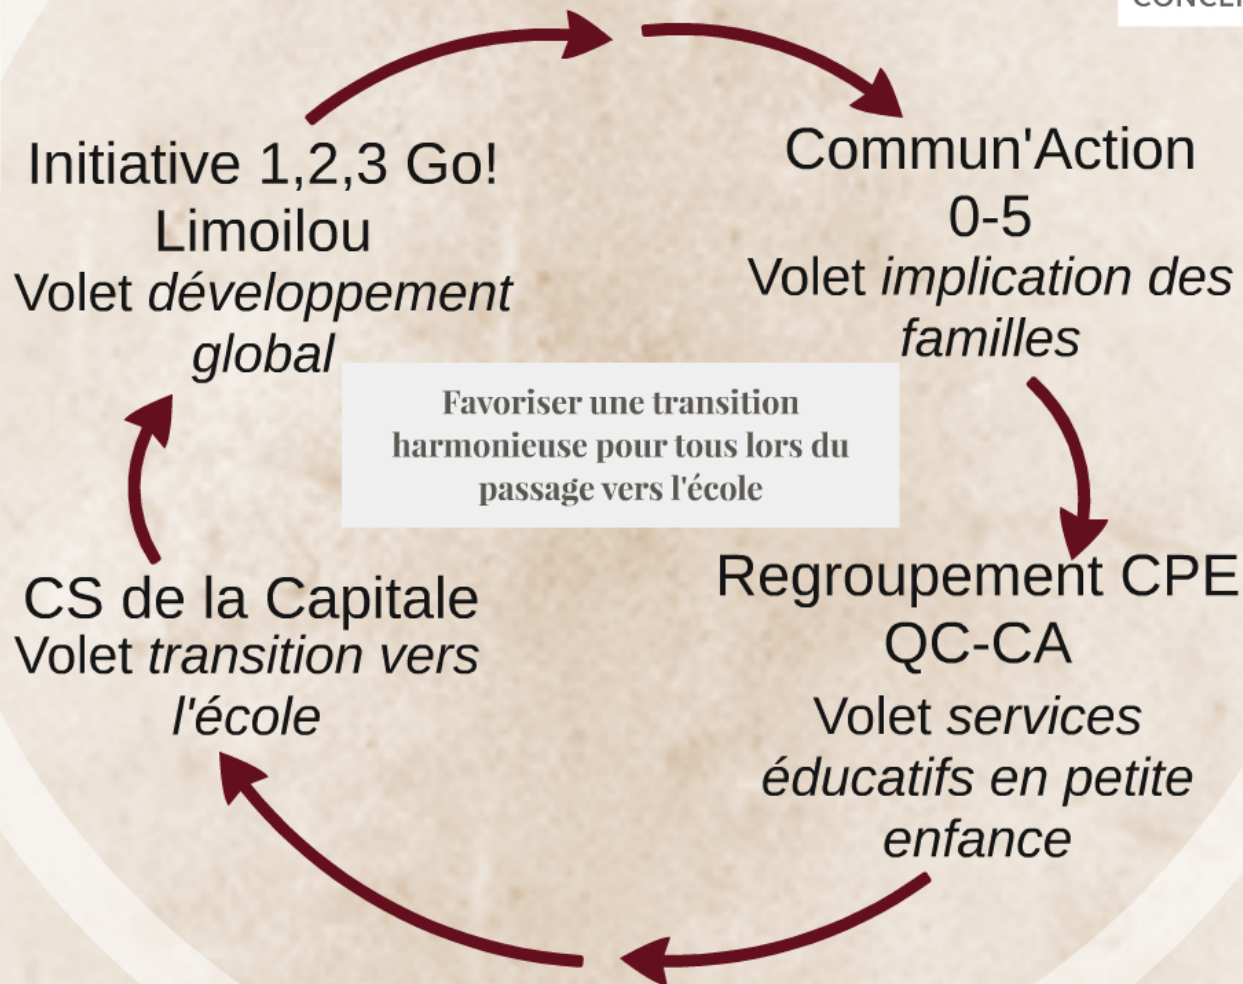 Initiative 1,2,3 Go!
Limoilou
Volet développement
global
Commun'Action
0-5
Volet implication des
familles
Favoriser une transition
harmonieuse pour tous lors du
passage vers l'école
CS de la Capitale
Volet transition vers
l'école
Regroupement CPE
QC-CA
Volet services
éducatifs en petite
enfance